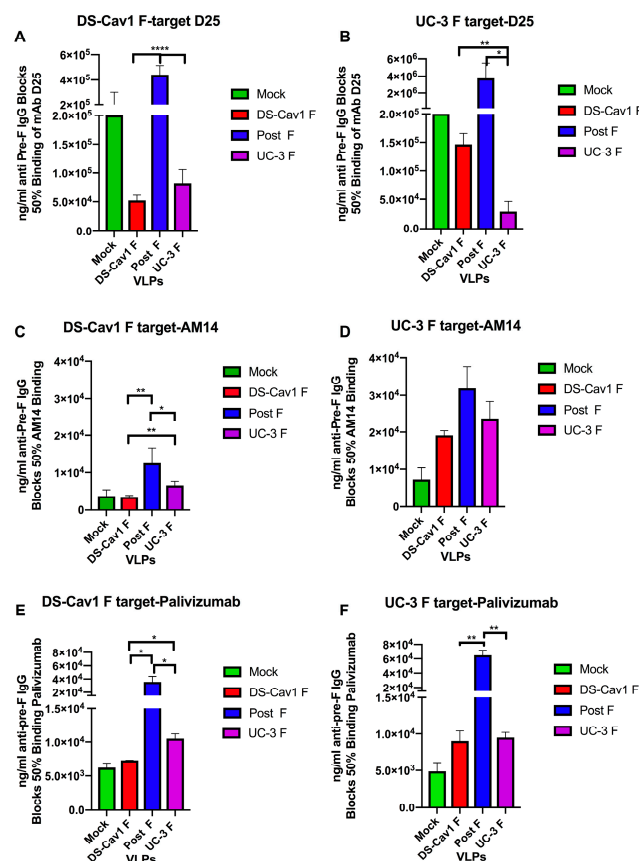 DS-Cav1 F-target D25
A
ng/ml anti Pre-F IgG Blocks
50% Binding of mAb D25
6×10⁵
4×10⁵
2×10⁵
2.0×10⁵
1.5×10⁵
1.0×10⁵
5.0×10⁴
0.0
****
Mock
DS-Cav1 F
Post F
UC-3 F
VLPs
Mock
DS-Cav1 F
Post F
UC-3 F
UC-3 F target-D25
B
ng/ml anti Pre-F IgG Blocks
50% Binding of mAb D25
6×10⁶
4×10⁶
2×10⁶
2.0×10⁵
1.5×10⁵
1.0×10⁵
5.0×10⁴
0.0
**
*
Mock
DS-Cav1 F
Post F
UC-3 F
VLPs
Mock
DS-Cav1 F
Post F
UC-3 F
DS-Cav1 F target-AM14
C
ng/ml anti-Pre-F IgG
Blocks 50% AM14 Binding
4×10⁴
3×10⁴
2×10⁴
1×10⁴
0
**
*
**
Mock
DS-Cav1 F
Post F
UC-3 F
VLPs
Mock
DS-Cav1 F
Post F
UC-3 F
UC-3 F target-AM14
D
ng/ml anti-Pre-F IgG
Blocks 50% AM14 Binding
4×10⁴
3×10⁴
2×10⁴
1×10⁴
0
Mock
DS-Cav1 F
Post F
UC-3 F
VLPs
Mock
DS-Cav1 F
Post F
UC-3 F
DS-Cav1 F target-Palivizumab
E
ng/ml anti-pre-F IgG
Blocks 50% Binding Palivizumab
8×10⁴
6×10⁴
4×10⁴
2×10⁴
1.5×10⁴
1.0×10⁴
5.0×10³
0.0
*
*
*
Mock
DS-Cav1 F
Post F
UC-3 F
VLPs
Mock
DS-Cav1 F
Post F
UC-3 F
UC-3 F target-Palivizumab
F
ng/ml anti-pre-F IgG
Blocks 50% Binding Palivizumab
8×10⁴
6×10⁴
4×10⁴
2×10⁴
1.5×10⁴
1.0×10⁴
5.0×10³
0.0
**
**
Mock
DS-Cav1 F
Post F
UC-3 F
VLPs
Mock
DS-Cav1 F
Post F
UC-3 F